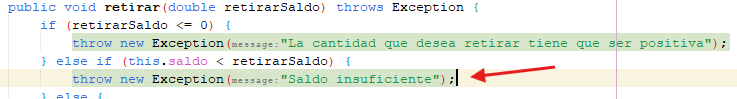 public void retirar(double retirarSaldo) throws Exception {
if (retirarSaldo <= 0) {
throw new Exception(message:"La cantidad que desea retirar tiene que ser positiva");
} else if (this.saldo < retirarSaldo) {
throw new Exception(message:"Saldo insuficiente");
} else {